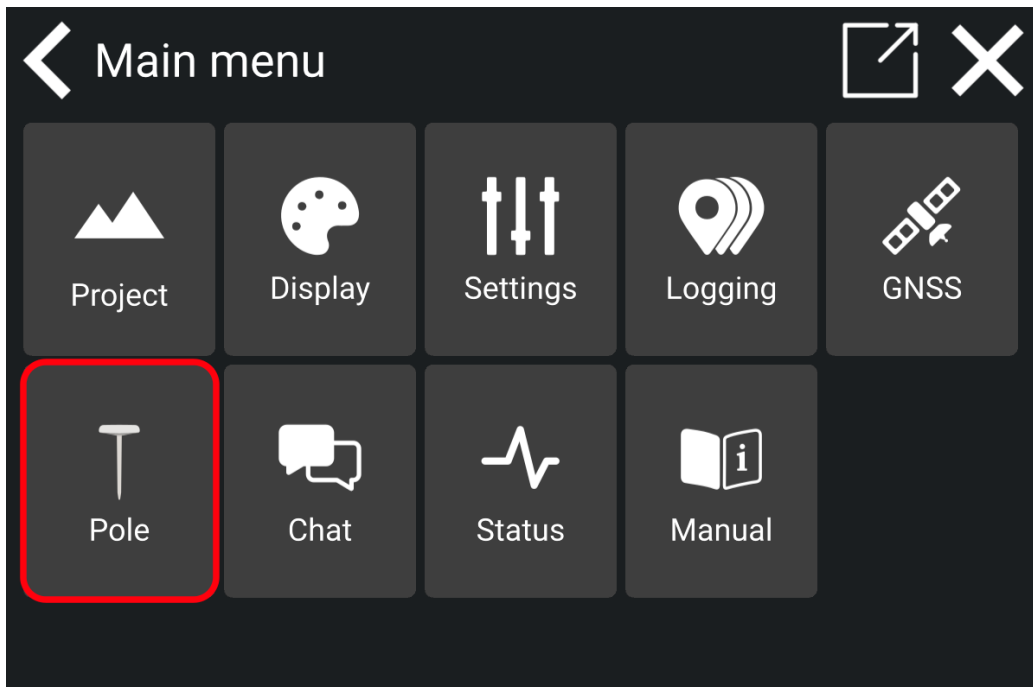 Main menu
Project Display Settings Logging GNSS
Pole Chat Status i Manual